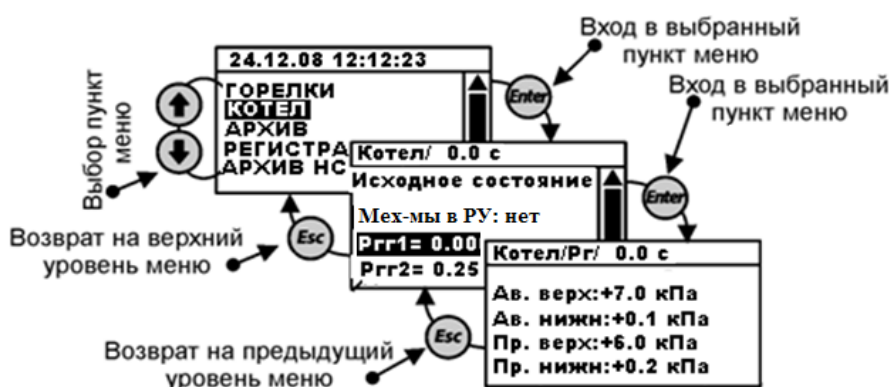 Вход в выбранный
пункт меню
24.12.08 12:12:23
Вход в выбранный
пункт меню
ГОРЕЛКИ
КОТЕЛ
АРХИВ
РЕГИСТРА
АРХИВ НС
Enter
Выбор пункт
меню
Котел/ 0.0 с
Исходное состояние
Мех-мы в РУ: нет
Ргг1= 0.00
Ргг2= 0.25
Enter
Esc
Возврат на верхний
уровень меню
Котел/Рг/ 0.0 с
Ав. верх:+7.0 кПа
Ав. нижн:+0.1 кПа
Пр. верх:+6.0 кПа
Пр. нижн:+0.2 кПа
Esc
Возврат на предыдущий
уровень меню